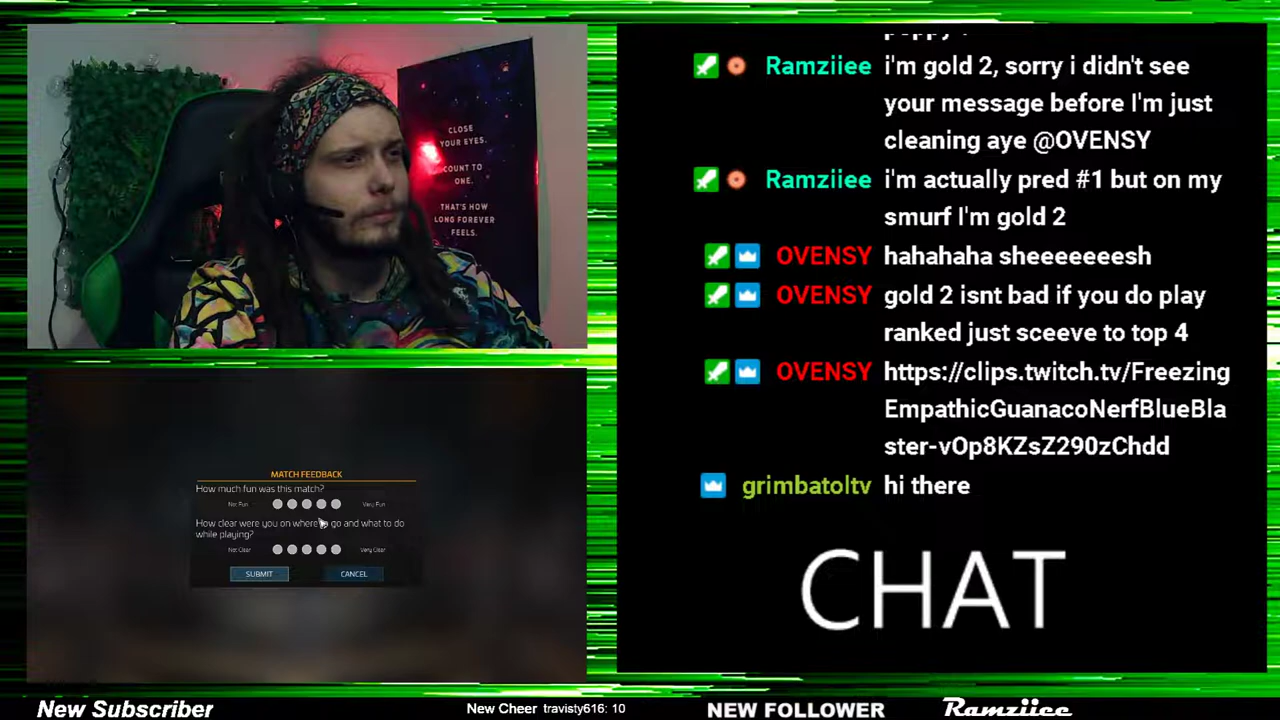 CLOSE
YOUR EYES.
COUNT TO
ONE.
THAT'S HOW
LONG FOREVER
FEELS.
MATCH FEEDBACK
How much fun was this match?
Not Fun
Very Fun
How clear were you on where to go and what to do
while playing?
Not Clear
Very Clear
SUBMIT
CANCEL
Ramziiee i'm gold 2, sorry i didn't see
your message before I'm just
cleaning aye @OVENSY
Ramziiee i'm actually pred #1 but on my
smurf I'm gold 2
OVENSY hahahaha sheeeeeeesh
OVENSY gold 2 isnt bad if you do play
ranked just sceeve to top 4
OVENSY https://clips.twitch.tv/Freezing
EmpathicGuanacoNerfBlueBla
ster-vOp8KZsZ290zChdd
grimbatoltv hi there
CHAT
New Subscriber
New Cheer travisty616: 10
NEW FOLLOWER
Ramziiee